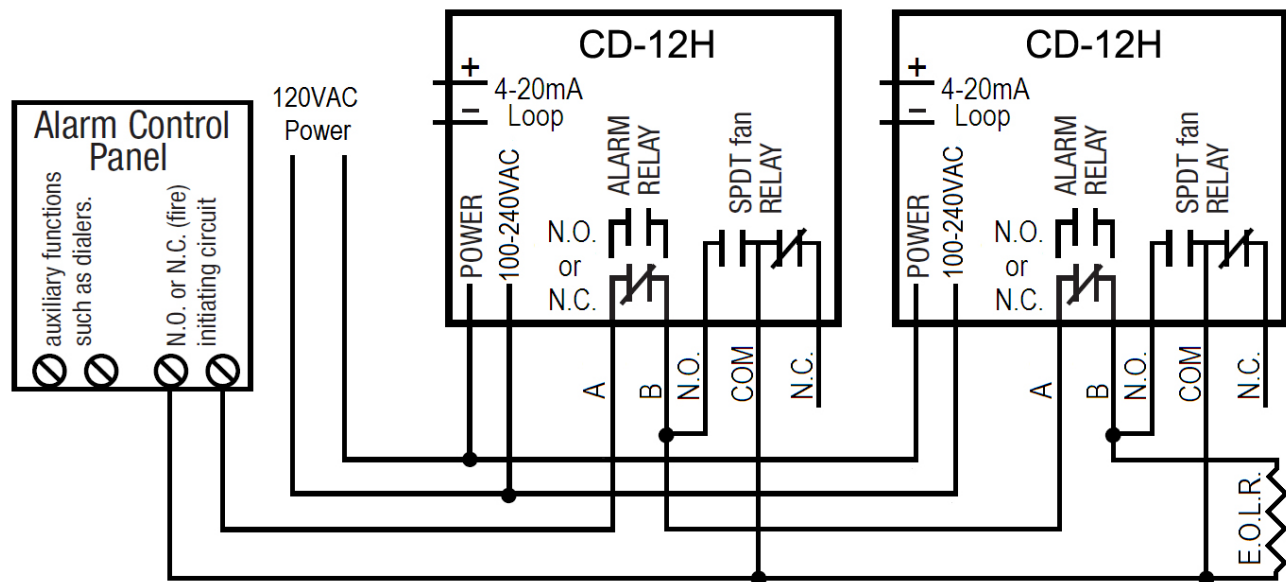 Alarm Control
Panel
auxiliary functions
such as dialers.
N.O. or N.C. (fire)
initiating circuit
120VAC
Power
CD-12H
+
4-20mA
–
Loop
POWER
100-240VAC
ALARM
RELAY
N.O.
or
N.C.
SPDT fan
RELAY
A
B
N.O.
COM
N.C.
CD-12H
+
4-20mA
–
Loop
POWER
100-240VAC
ALARM
RELAY
N.O.
or
N.C.
SPDT fan
RELAY
A
B
N.O.
COM
N.C.
E.O.L.R.